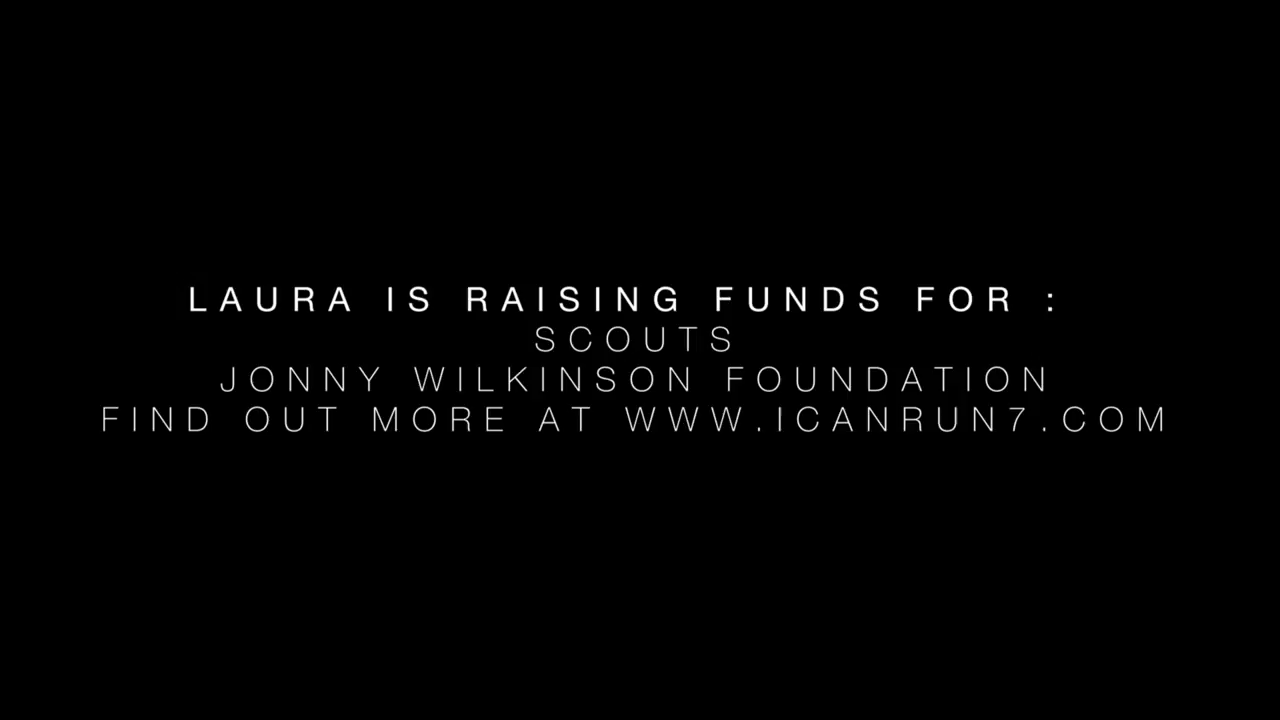 LAURA IS RAISING FUNDS FOR :
SCOUTS
JONNY WILKINSON FOUNDATION
FIND OUT MORE AT WWW.ICANRUN7.COM